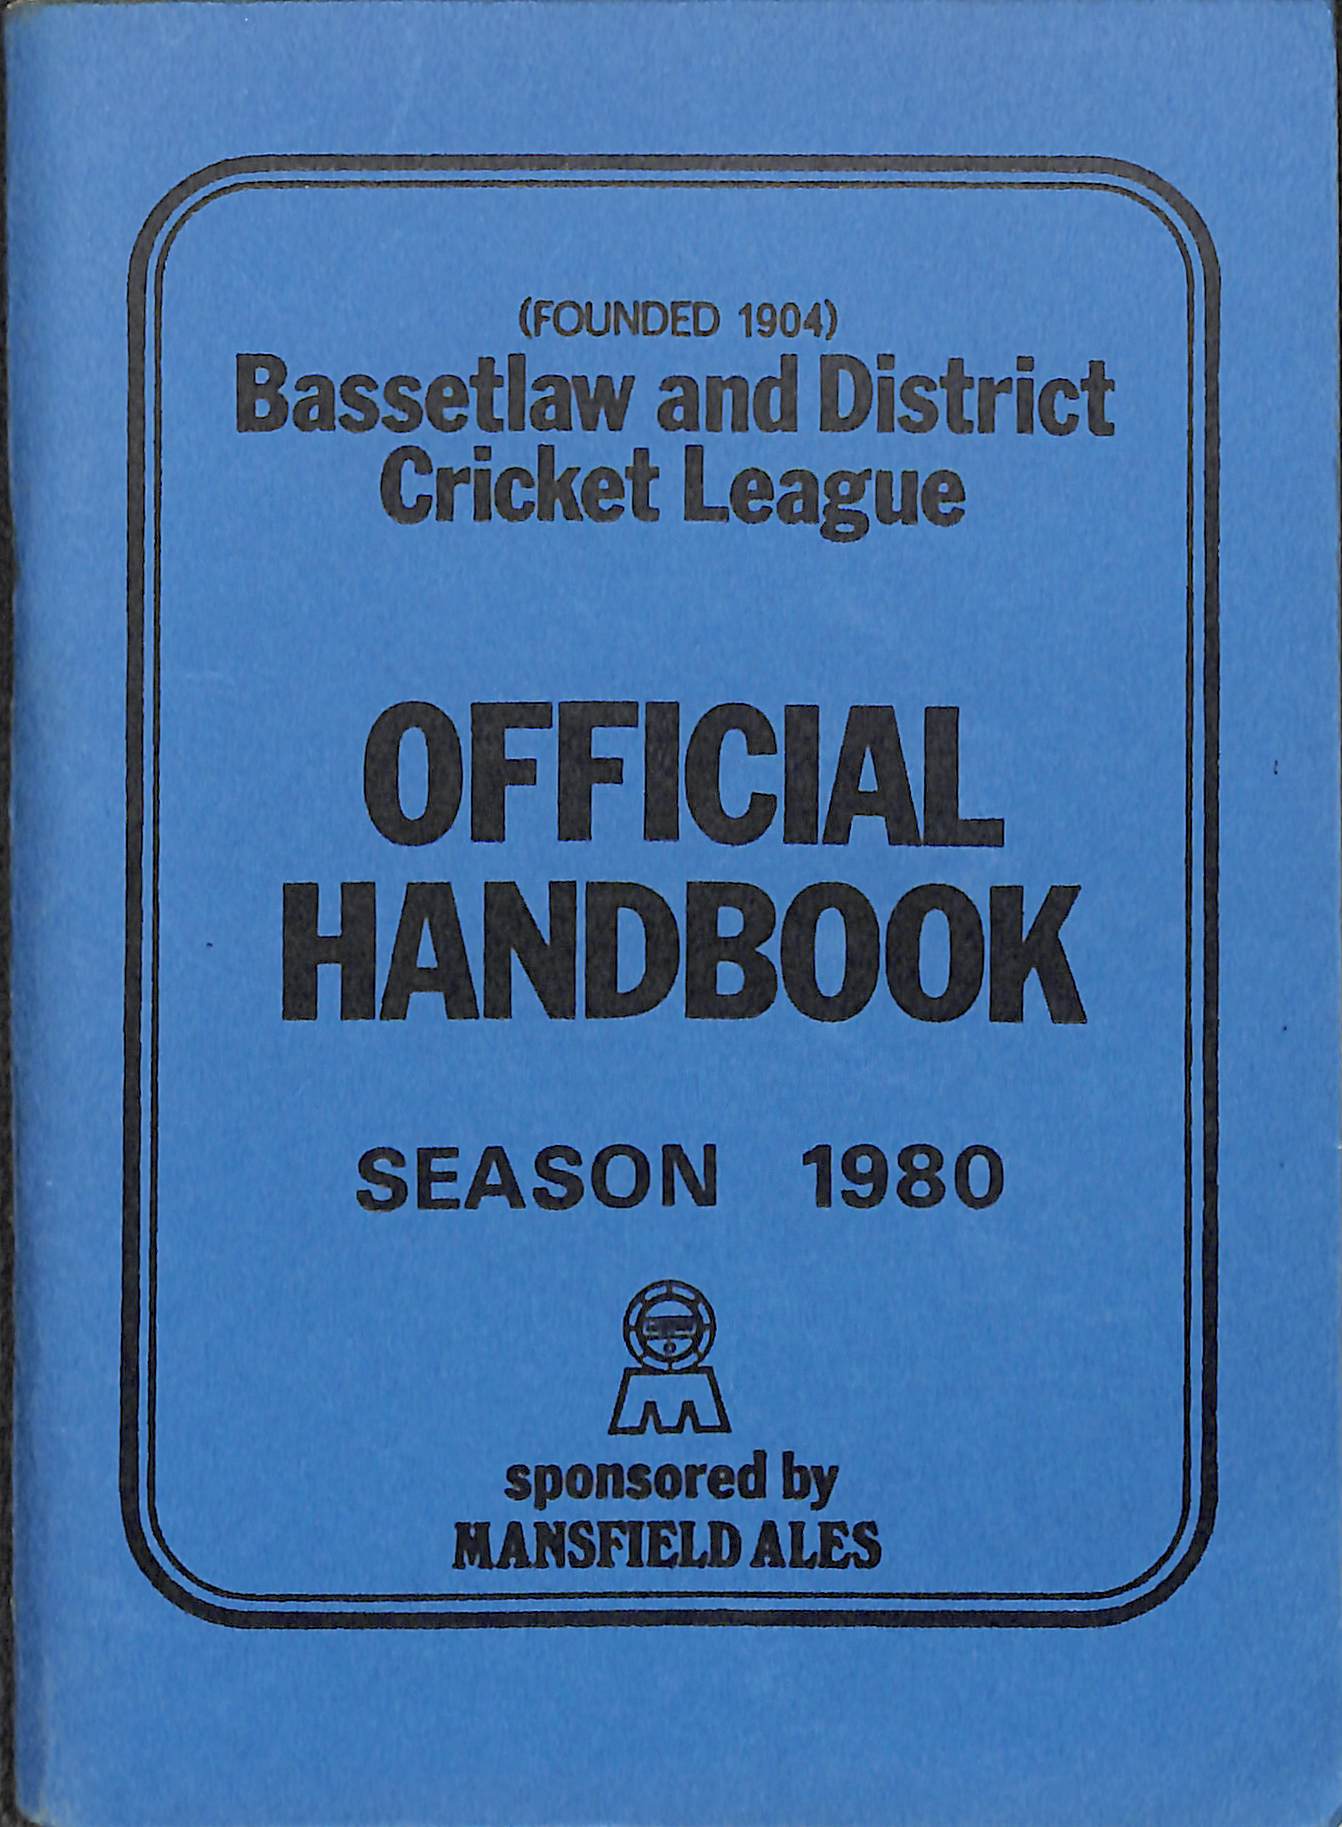 (FOUNDED 1904)
Bassetlaw and District
Cricket League
OFFICIAL
HANDBOOK
SEASON 1980
sponsored by
MANSFIELD ALES